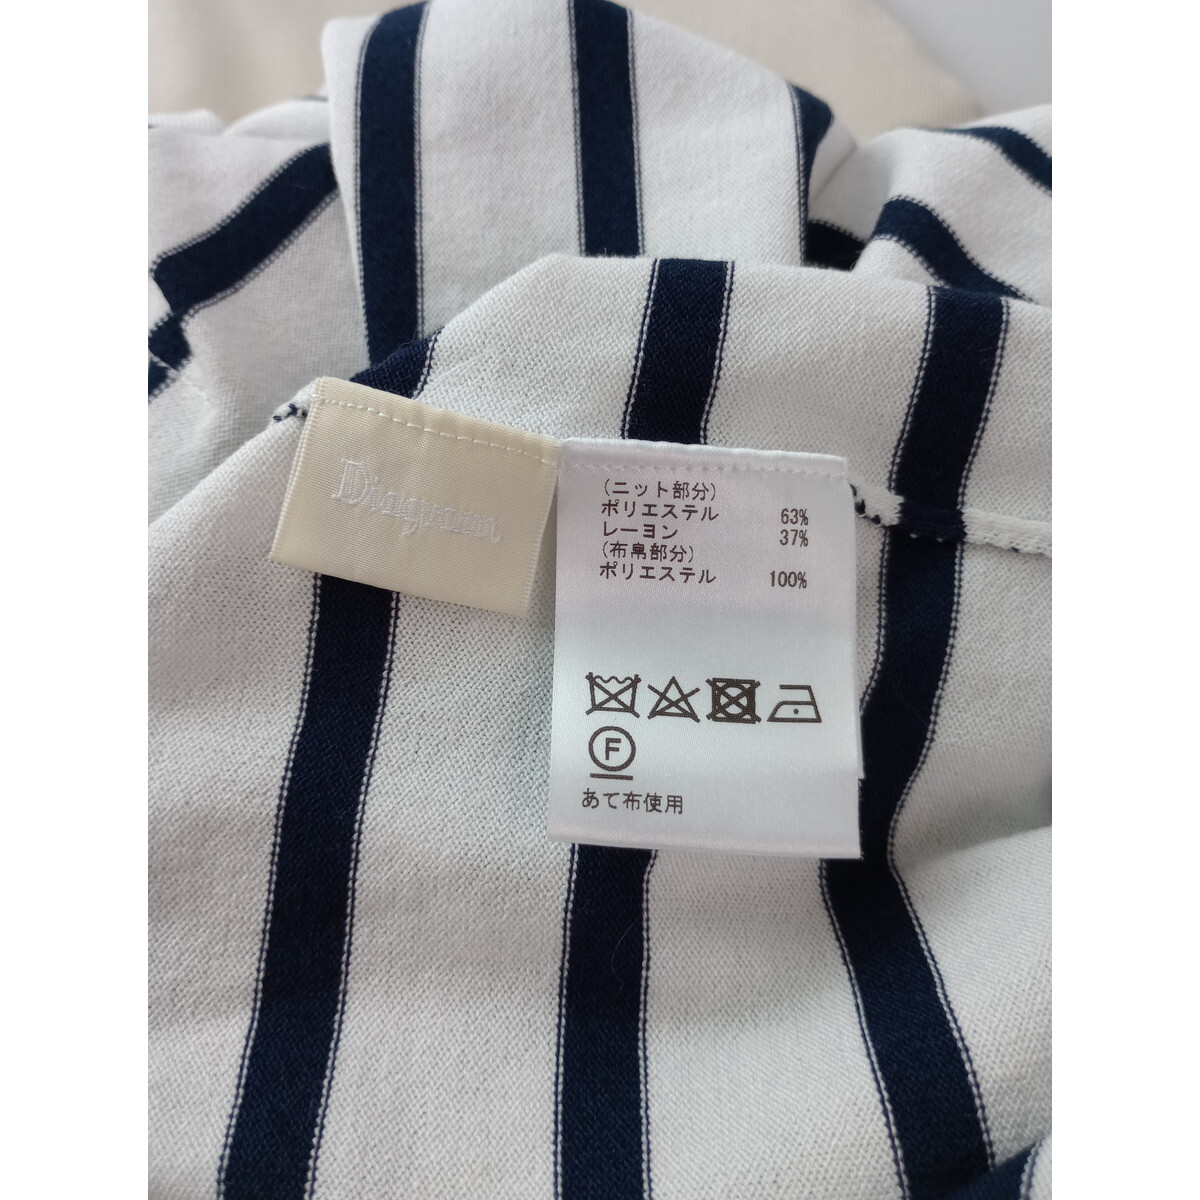 Diagram
(ニット部分)
ポリエステル 63%
レーヨン 37%
(布帛部分)
ポリエステル 100%
F
あて布使用